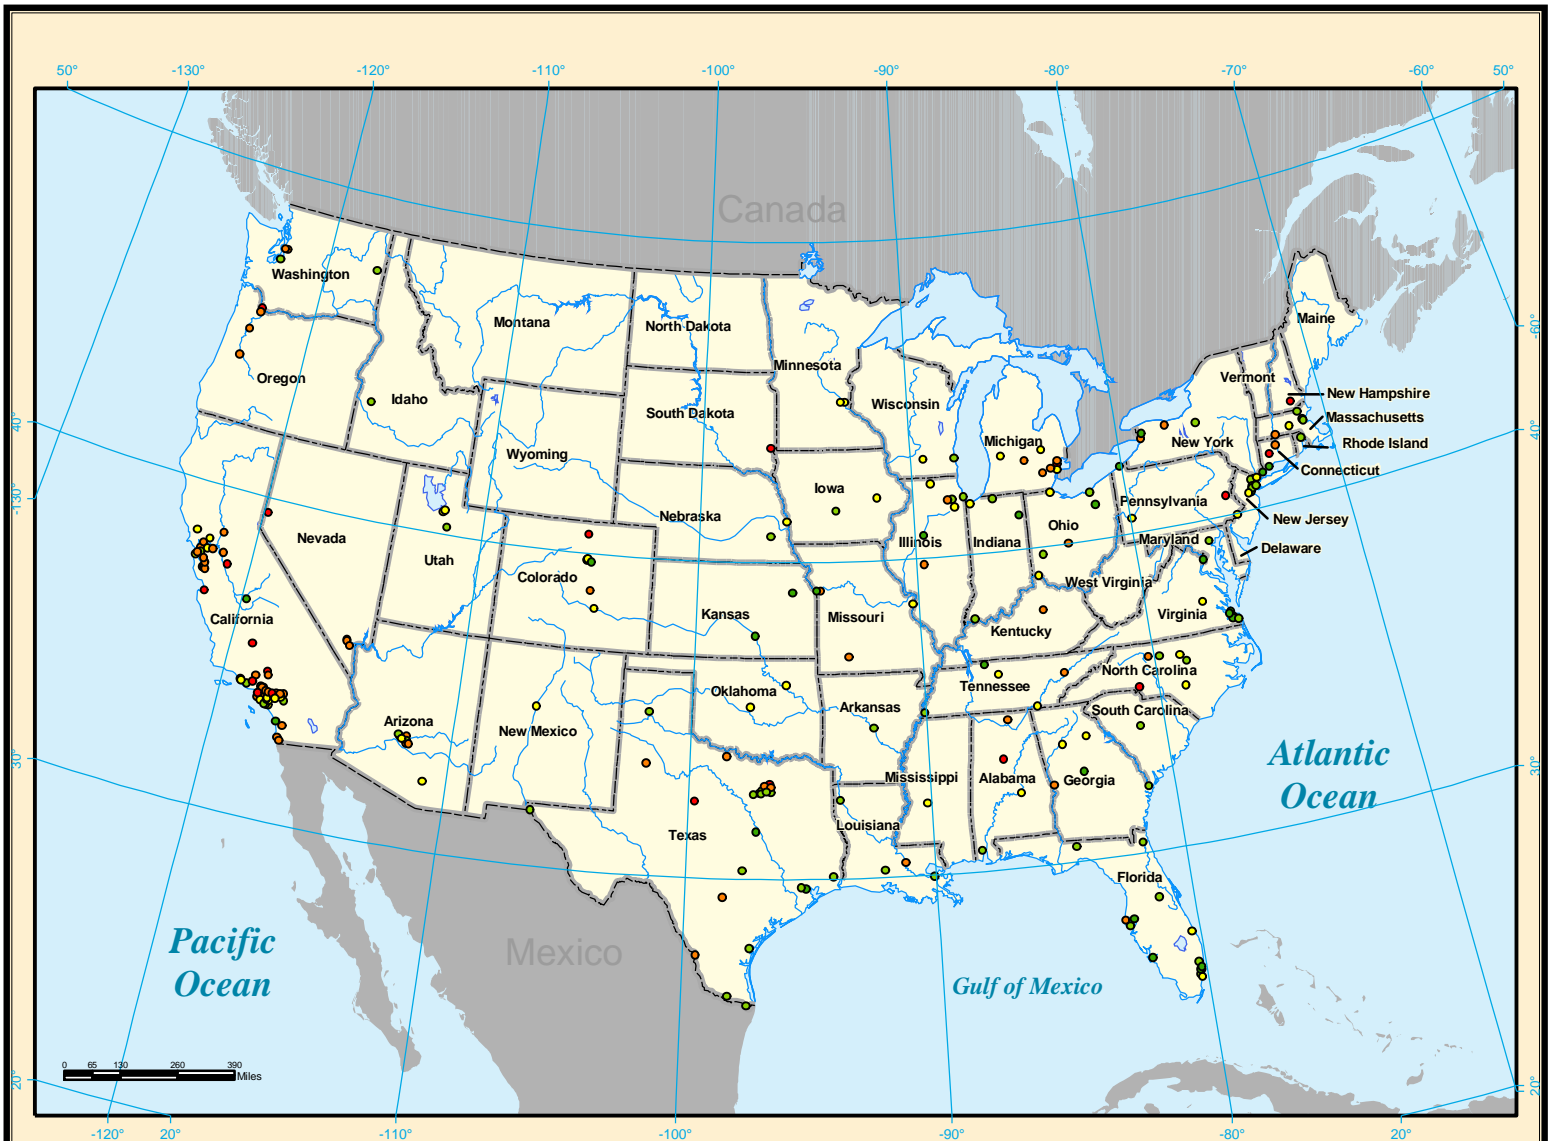 50° -130° -120° -110° -100° -90° -80° -70° -60° 50°
Canada
Washington
Montana
North Dakota
Minnesota
Maine
-60°
Oregon
Idaho
South Dakota
Wisconsin
Michigan
Vermont
New Hampshire
Massachusetts
Rhode Island
Connecticut
New York
40°
40°
-130°
Wyoming
Iowa
Nebraska
Pennsylvania
New Jersey
-70°
Nevada
Utah
Colorado
Illinois
Indiana
Ohio
Maryland
Delaware
West Virginia
California
Kansas
Missouri
Kentucky
Virginia
Arizona
New Mexico
Oklahoma
Arkansas
Tennessee
North Carolina
South Carolina
30°
30°
Mississippi
Alabama
Georgia
Atlantic
Ocean
Texas
Louisiana
Florida
Pacific
Ocean
Mexico
Gulf of Mexico
0 65 130 260 390
Miles
20°
20°
-120° 20° -110° -100° -90° -80° 20°